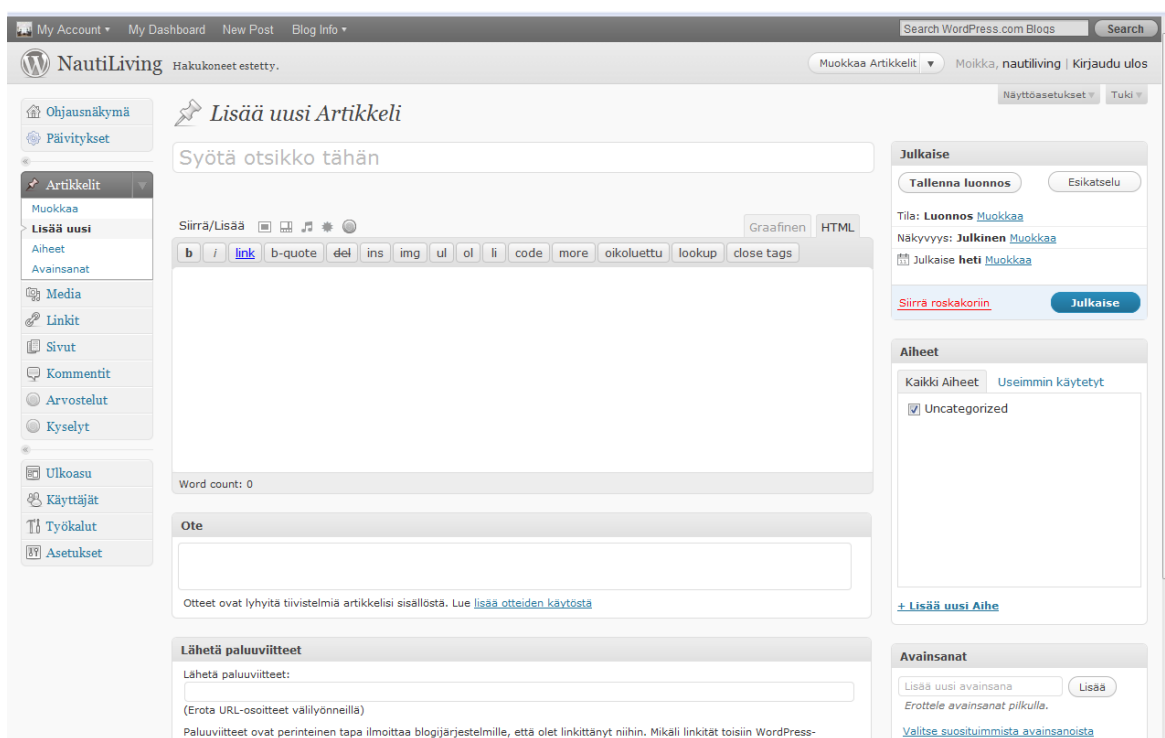 My Account My Dashboard New Post Blog Info Search WordPress.com Blogs Search
NautiLiving Hakukoneet estetty. Muokkaa Artikkelit Moikka, nautiliving | Kirjaudu ulos
Näyttöasetukset Tuki
Ohjausnäkymä
Päivitykset
Artikkelit
Muokkaa
Lisää uusi
Aiheet
Avainsanat
Media
Linkit
Sivut
Kommentit
Arvostelut
Kyselyt
Ulkoasu
Käyttäjät
Työkalut
Asetukset
Lisää uusi Artikkeli
Syötä otsikko tähän
Siirrä/Lisää Graafinen HTML
b i link b-quote del ins img ul ol li code more oikoluettu lookup close tags
Word count: 0
Ote
Otteet ovat lyhyitä tiivistelmiä artikkelisi sisällöstä. Lue lisää otteiden käytöstä
Lähetä paluuviitteet
Lähetä paluuviitteet:
(Erota URL-osoitteet välilyönneillä)
Paluuviitteet ovat perinteinen tapa ilmoittaa blogijärjestelmille, että olet linkittänyt niihin. Mikäli linkität toisiin WordPress-
Julkaise
Tallenna luonnos Esikatselu
Tila: Luonnos Muokkaa
Näkyvyys: Julkinen Muokkaa
Julkaise heti Muokkaa
Siirrä roskakoriin Julkaise
Aiheet
Kaikki Aiheet Useimmin käytetyt
Uncategorized
+ Lisää uusi Aihe
Avainsanat
Lisää uusi avainsana Lisää
Erottele avainsanat pilkulla.
Valitse suosituimmista avainsanoista